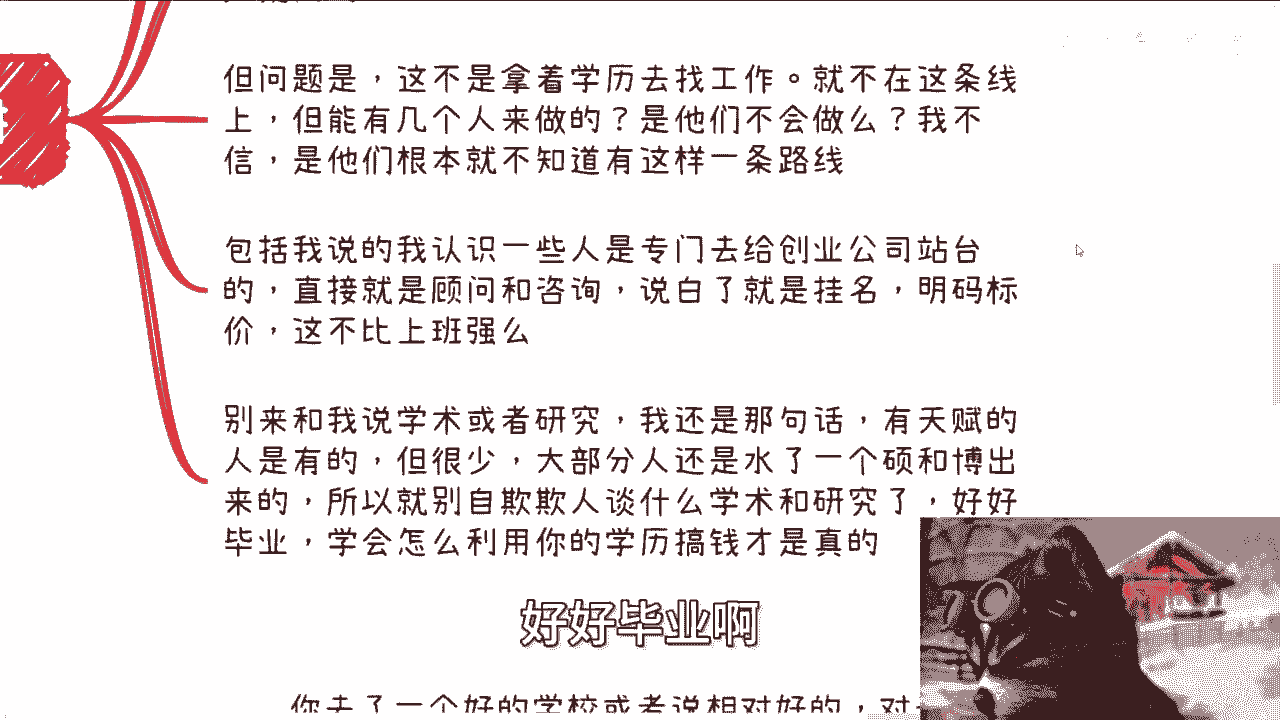 但问题是，这不是拿着学历去找工作。就不在这条线
上，但能有几个人来做的？是他们不会做么？我不
信，是他们根本就不知道有这样一条路线
包括我说的我认识一些人是专门去给创业公司站台
的，直接就是顾问和咨询，说白了就是挂名，明码标
价，这不比上班强么
别来和我说学术或者研究，我还是那句话，有天赋的
人是有的，但很少，大部分人还是水了一个硕和博出
来的，所以就别自欺欺人谈什么学术和研究了，好好
毕业，学会怎么利用你的学历搞钱才是真的
好好毕业啊
你去了一个好的学校或者说相对好的，对